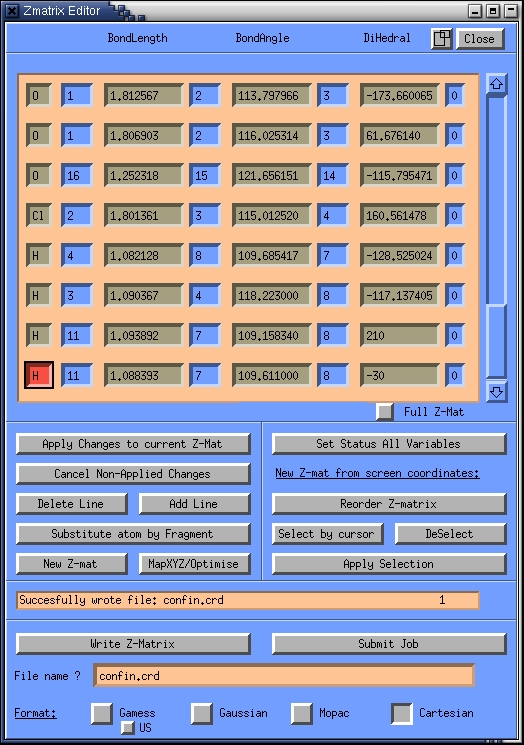 Zmatrix Editor
BondLength BondAngle DiHedral Close
O 1 1.812567 2 113.797966 3 -173.660065 0
O 1 1.806903 2 116.025314 3 61.676140 0
O 16 1.252318 15 121.656151 14 -115.795471 0
Cl 2 1.801361 3 115.012520 4 160.561478 0
H 4 1.082128 8 109.685417 7 -128.525024 0
H 3 1.090367 4 118.223000 8 -117.137405 0
H 11 1.093892 7 109.158340 8 210 0
H 11 1.088393 7 109.611000 8 -30 0
Full Z-Mat
Apply Changes to current Z-Mat Set Status All Variables
Cancel Non-Applied Changes New Z-mat from screen coordinates:
Delete Line Add Line Reorder Z-matrix
Substitute atom by Fragment Select by cursor DeSelect
New Z-mat MapXYZ/Optimise Apply Selection
Succesfully wrote file: confin.crd 1
Write Z-Matrix Submit Job
File name ? confin.crd
Format: Gamess Gaussian Mopac Cartesian
US